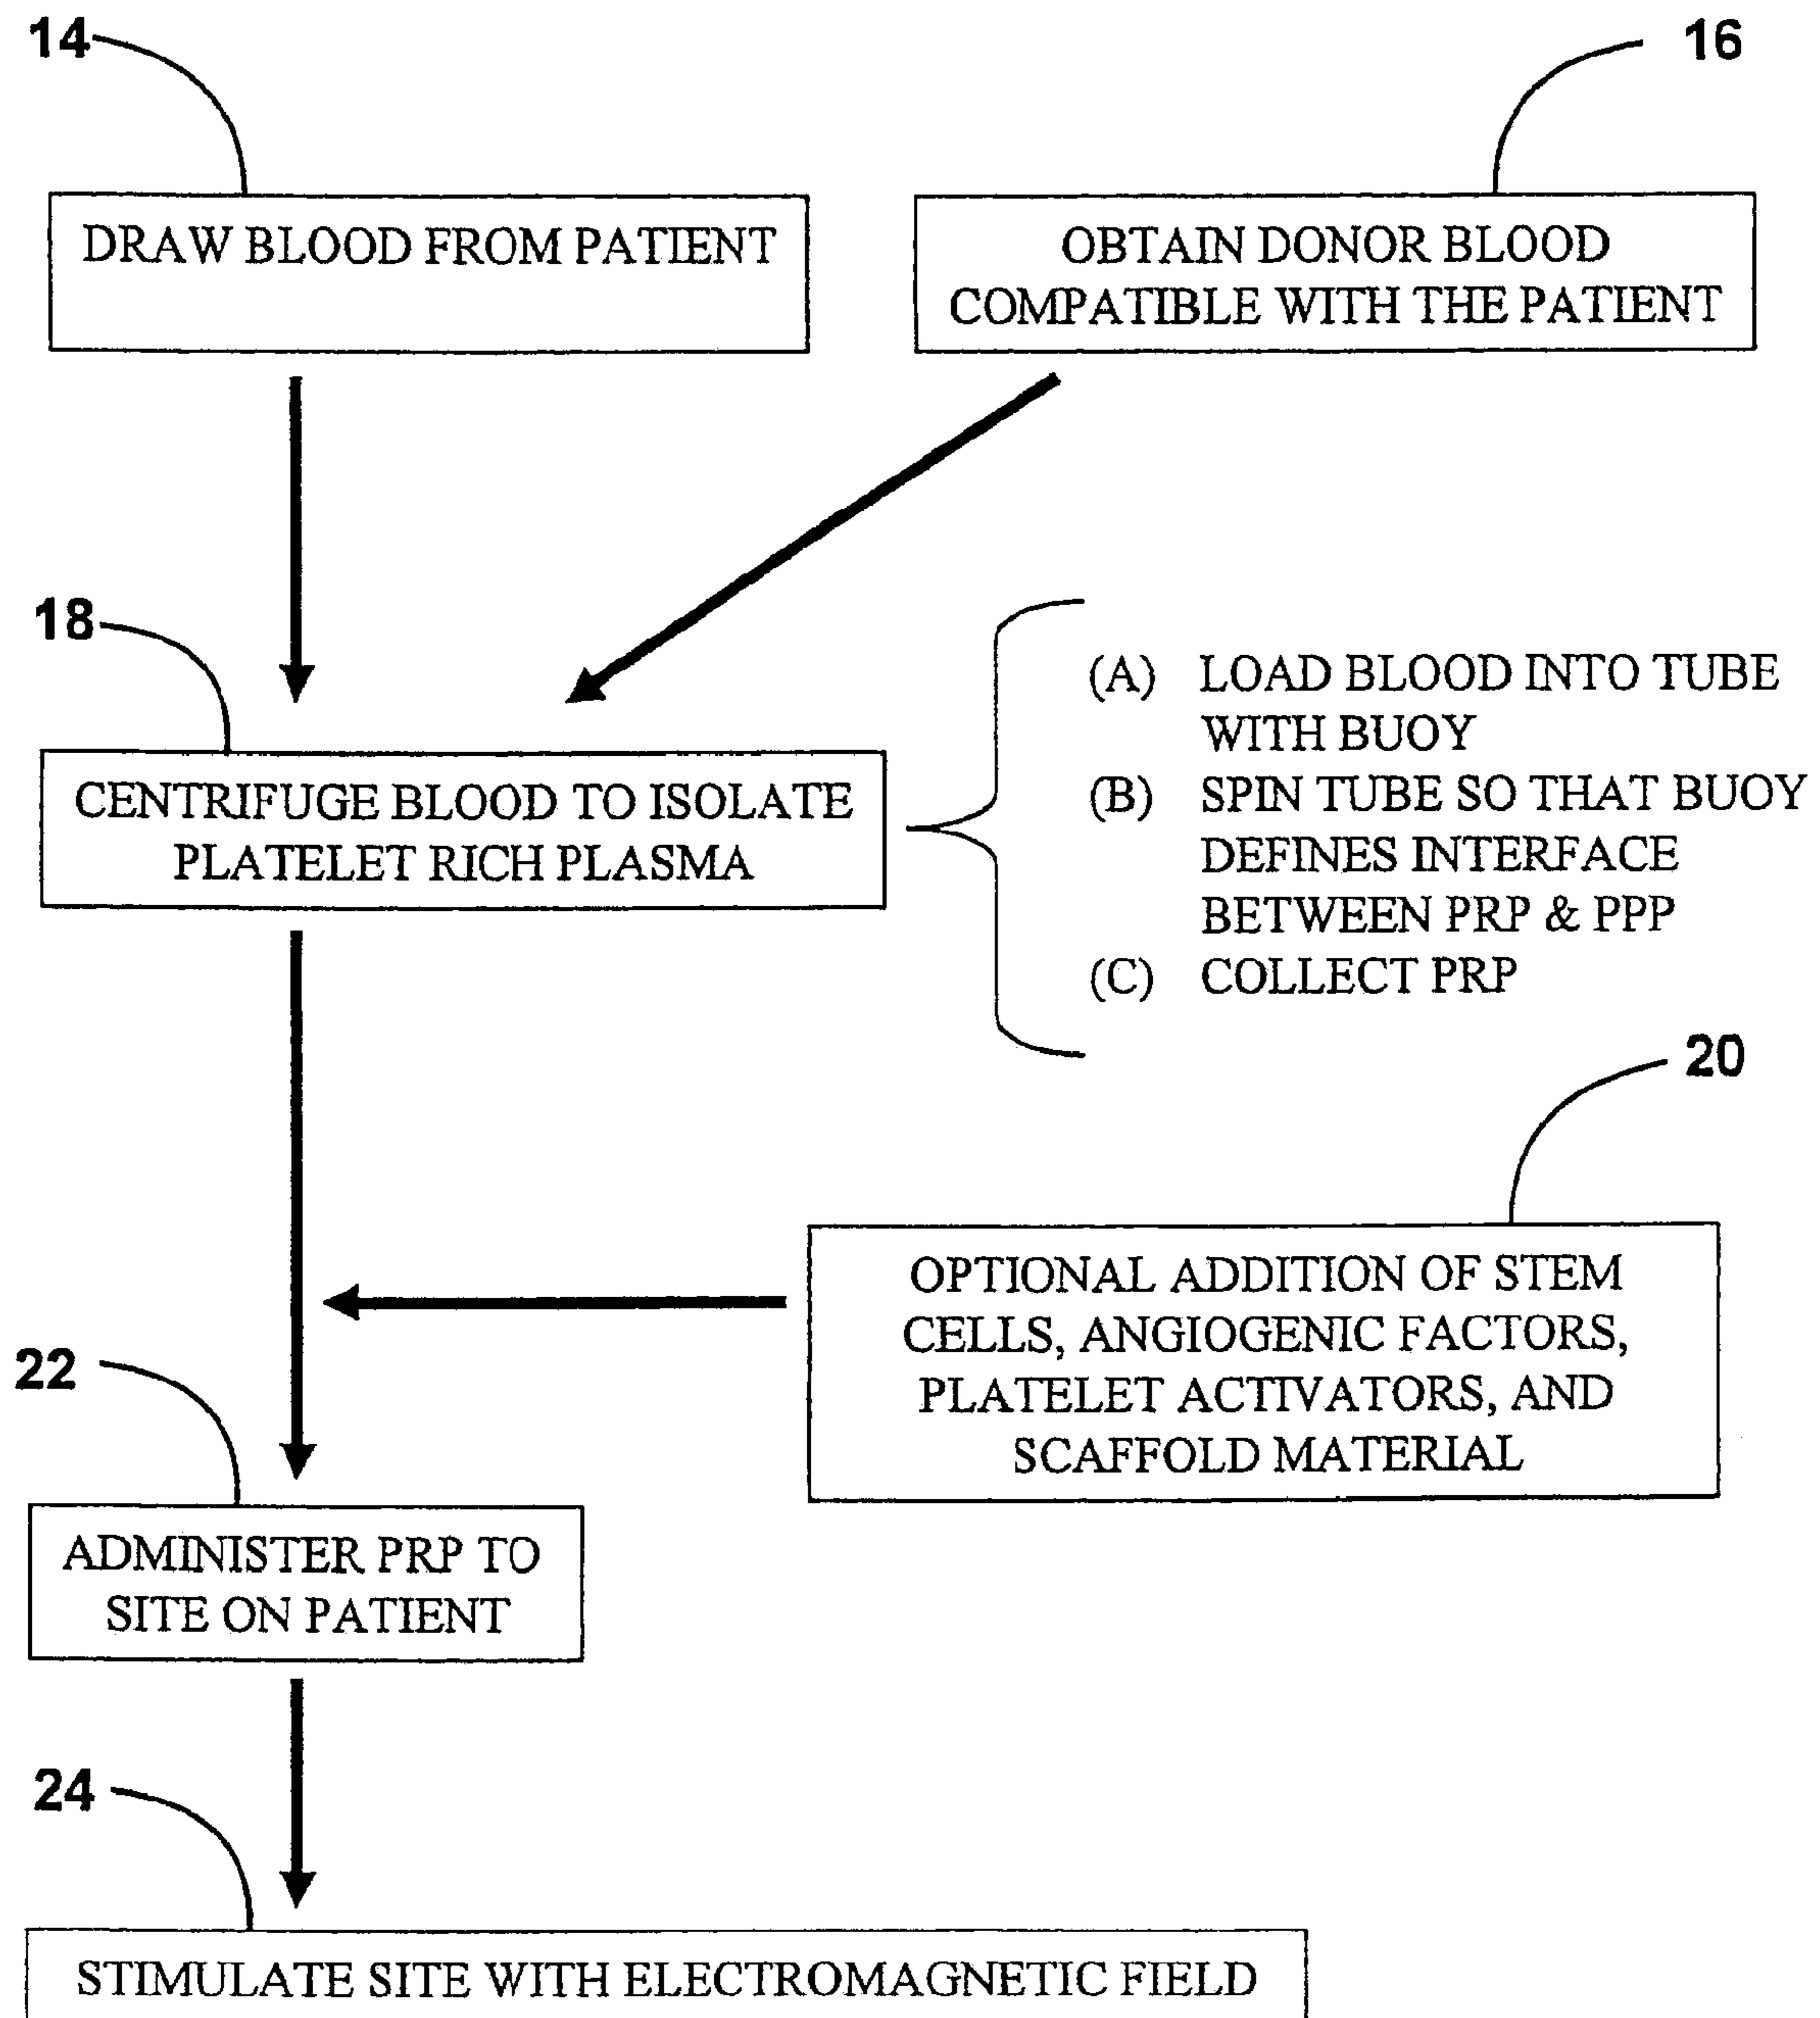 14
16
DRAW BLOOD FROM PATIENT
OBTAIN DONOR BLOOD
COMPATIBLE WITH THE PATIENT
18
(A) LOAD BLOOD INTO TUBE
WITH BUOY
(B) SPIN TUBE SO THAT BUOY
DEFINES INTERFACE
BETWEEN PRP & PPP
(C) COLLECT PRP
CENTRIFUGE BLOOD TO ISOLATE
PLATELET RICH PLASMA
20
OPTIONAL ADDITION OF STEM
CELLS, ANGIOGENIC FACTORS,
PLATELET ACTIVATORS, AND
SCAFFOLD MATERIAL
22
ADMINISTER PRP TO
SITE ON PATIENT
24
STIMULATE SITE WITH ELECTROMAGNETIC FIELD